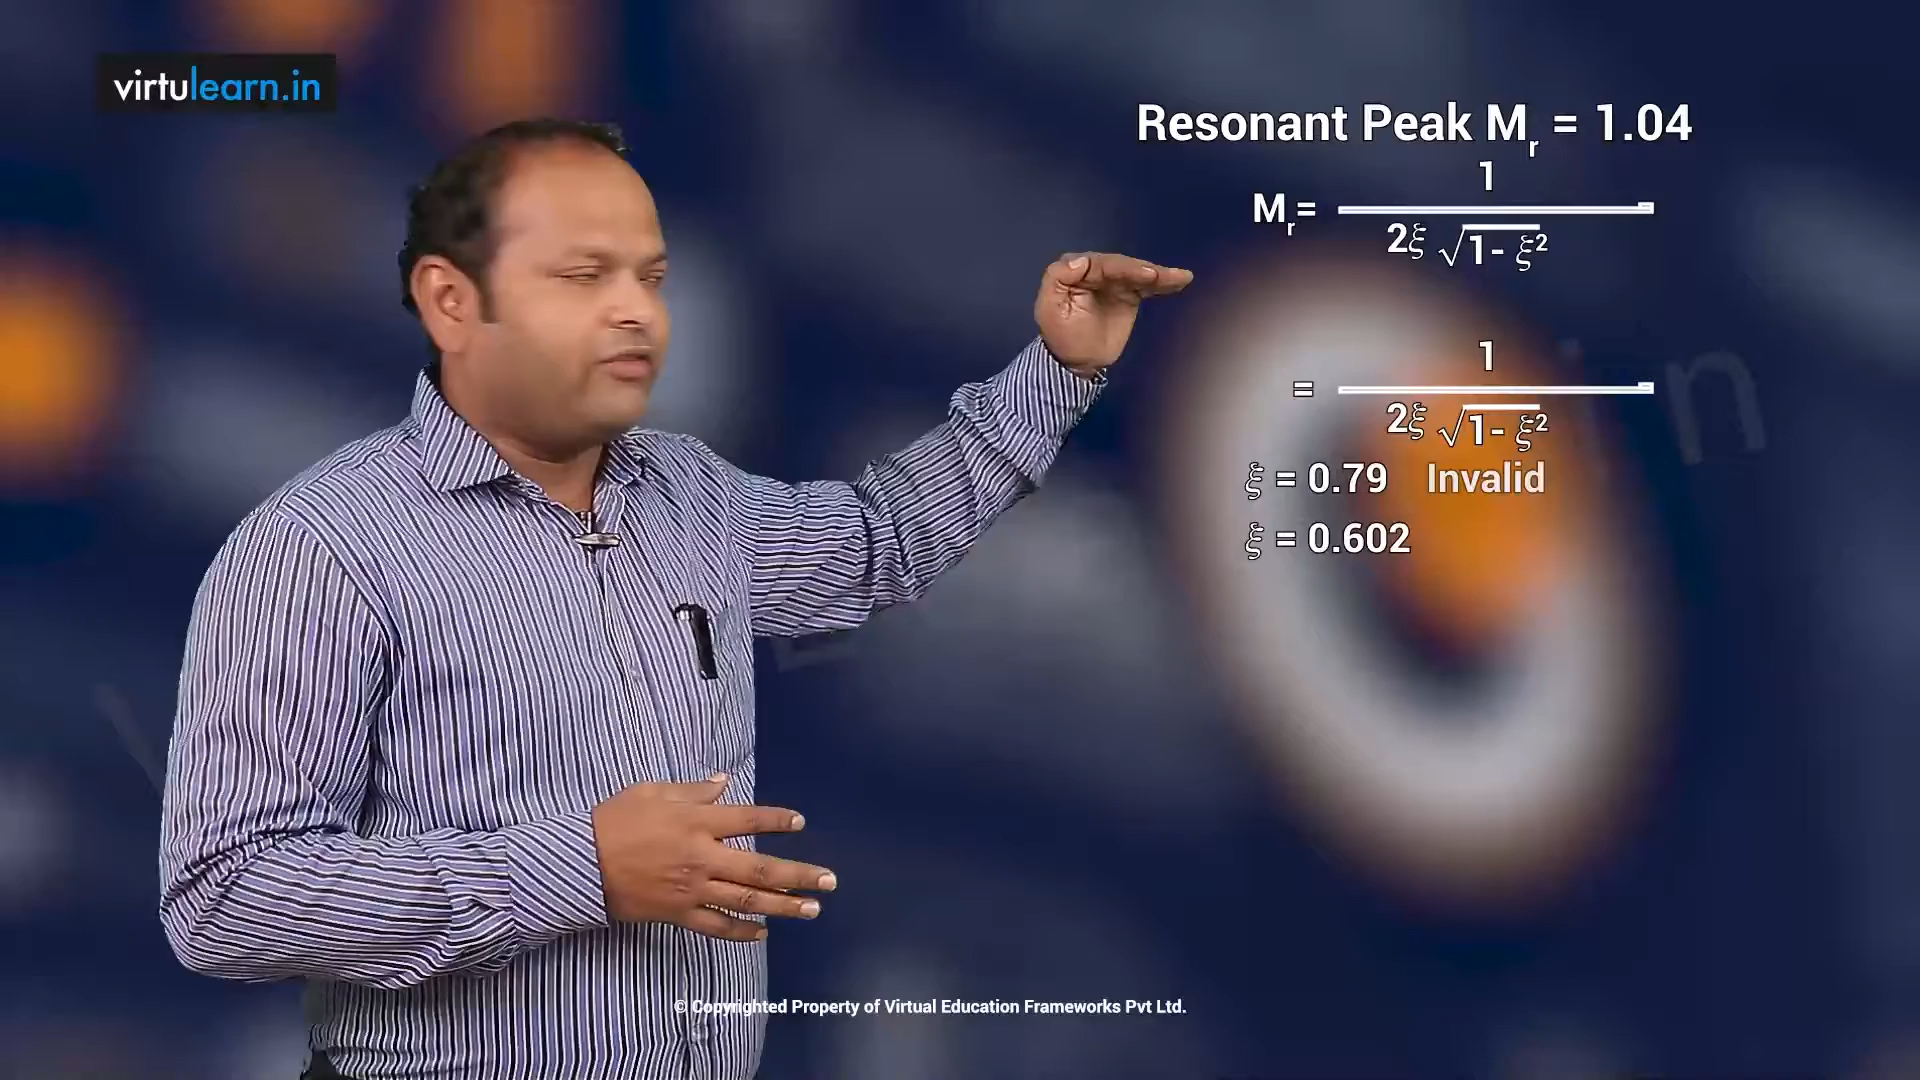 virtulearn.in
Resonant Peak Mᵣ = 1.04
Mᵣ= 1 / 2ξ √1- ξ²
= 1 / 2ξ √1- ξ²
ξ = 0.79 Invalid
ξ = 0.602
© Copyrighted Property of Virtual Education Frameworks Pvt Ltd.